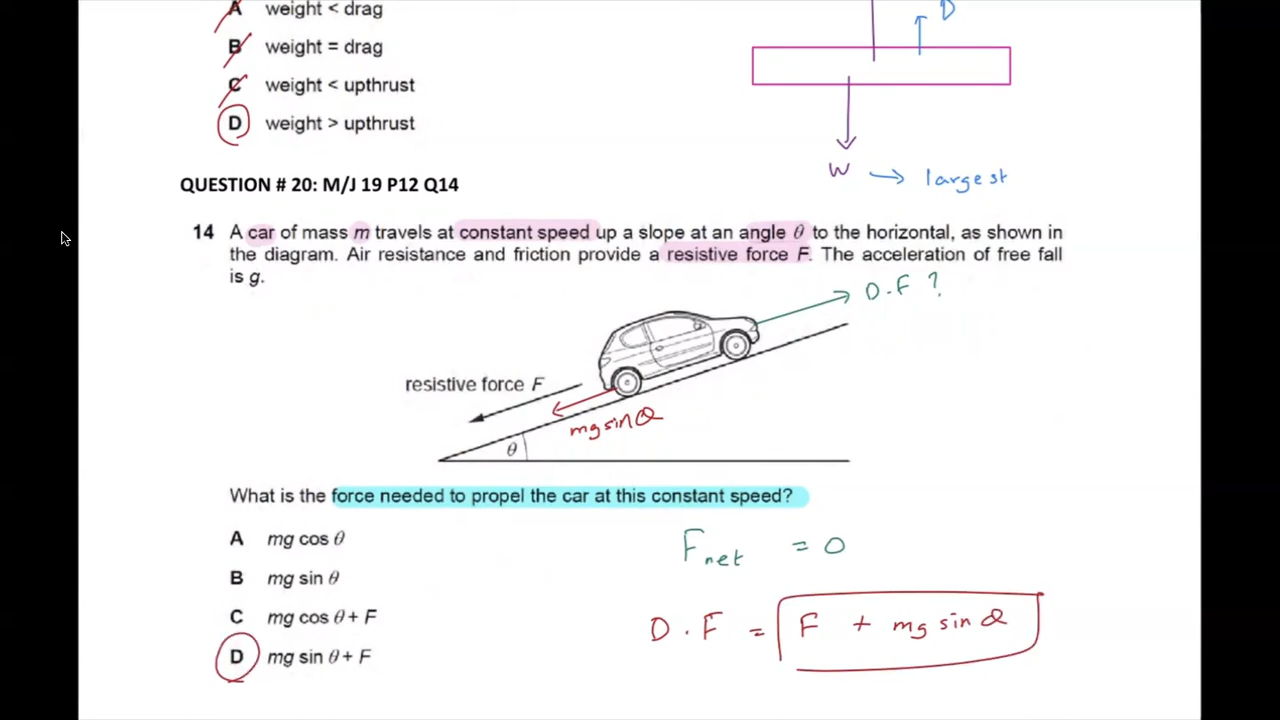 A weight < drag
B weight = drag
C weight < upthrust
D weight > upthrust
D
W → largest
QUESTION # 20: M/J 19 P12 Q14
14 A car of mass m travels at constant speed up a slope at an angle θ to the horizontal, as shown in
the diagram. Air resistance and friction provide a resistive force F. The acceleration of free fall
is g.
D.F ?
resistive force F
mg sin θ
θ
What is the force needed to propel the car at this constant speed?
A mg cos θ
B mg sin θ
C mg cos θ + F
D mg sin θ + F
Fnet = 0
D.F = F + mg sin θ